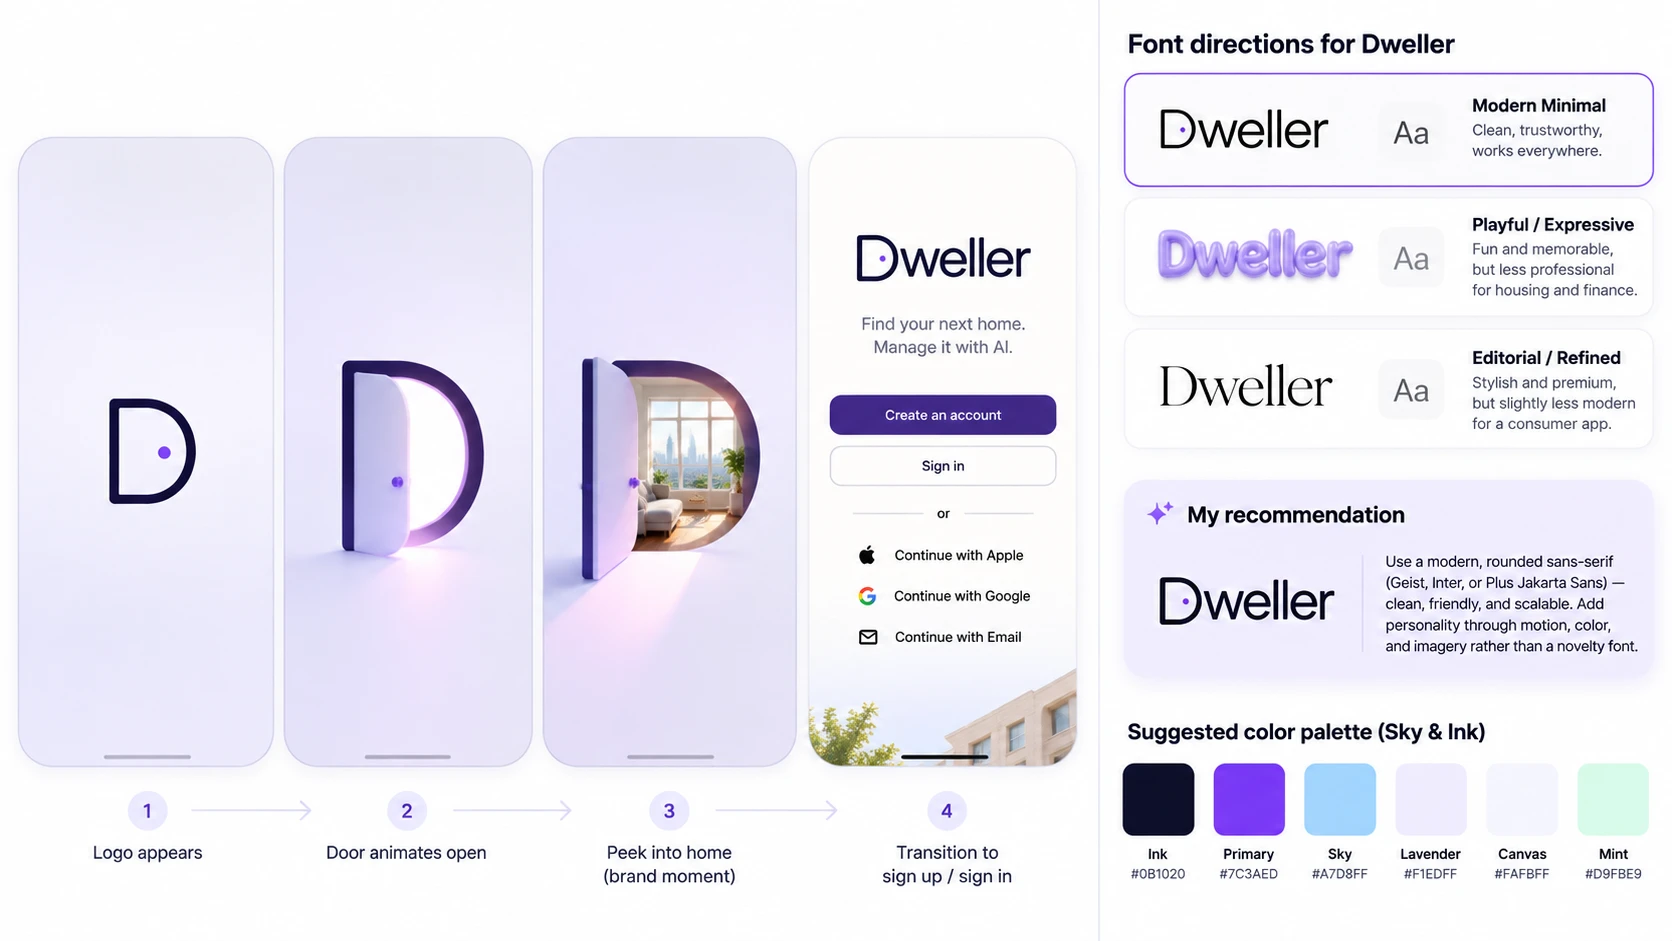 D
D
D
Dweller
Find your next home.
Manage it with AI.
Create an account
Sign in
or
Continue with Apple
Continue with Google
Continue with Email
1
2
3
4
Logo appears
Door animates open
Peek into home
(brand moment)
Transition to
sign up / sign in
Font directions for Dweller
Dweller
Aa
Modern Minimal
Clean, trustworthy,
works everywhere.
Dweller
Aa
Playful / Expressive
Fun and memorable,
but less professional
for housing and finance.
Dweller
Aa
Editorial / Refined
Stylish and premium,
but slightly less modern
for a consumer app.
My recommendation
Dweller
Use a modern, rounded sans-serif
(Geist, Inter, or Plus Jakarta Sans) —
clean, friendly, and scalable. Add
personality through motion, color,
and imagery rather than a novelty font.
Suggested color palette (Sky & Ink)
Ink
#0B1020
Primary
#7C3AED
Sky
#A7D8FF
Lavender
#F1EDFF
Canvas
#FAFBFF
Mint
#D9FBE9